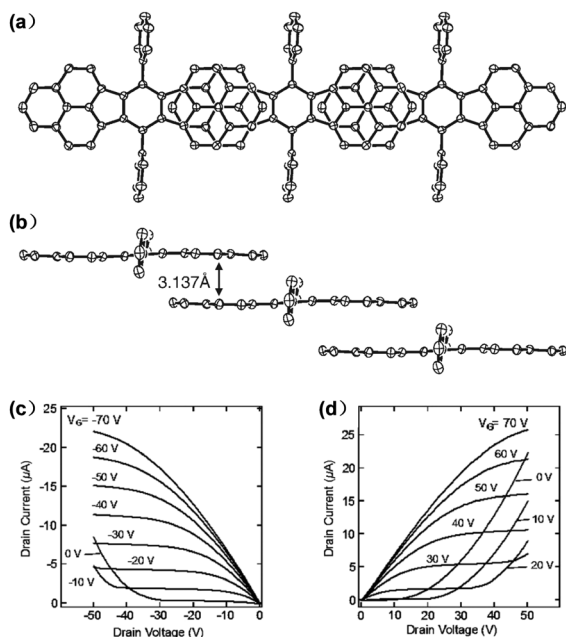 (a)
(b)
3.137Å
(c)
Drain Current (µA)
-25
-20
-15
-10
-5
0
V_G= -70 V
-60 V
-50 V
-40 V
-30 V
0 V
-20 V
-10 V
-50 -40 -30 -20 -10 0
Drain Voltage (V)
(d)
Drain Current (µA)
25
20
15
10
5
0
V_G= 70 V
60 V
0 V
50 V
40 V
10 V
30 V
20 V
0 10 20 30 40 50
Drain Voltage (V)